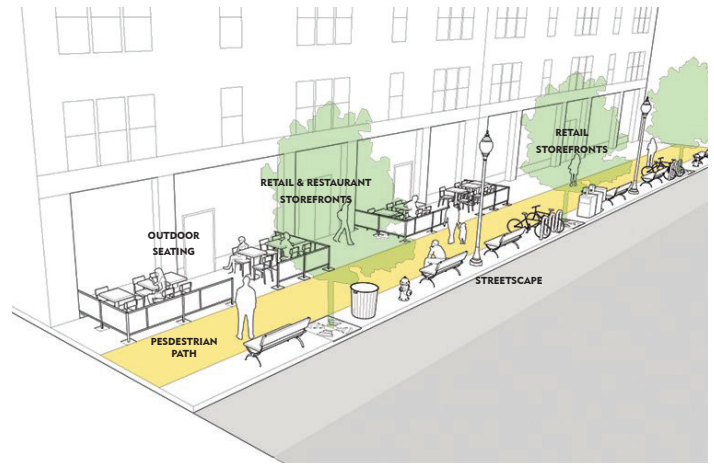 RETAIL
STOREFRONTS
RETAIL & RESTAURANT
STOREFRONTS
OUTDOOR
SEATING
STREETSCAPE
PESDESTRIAN
PATH